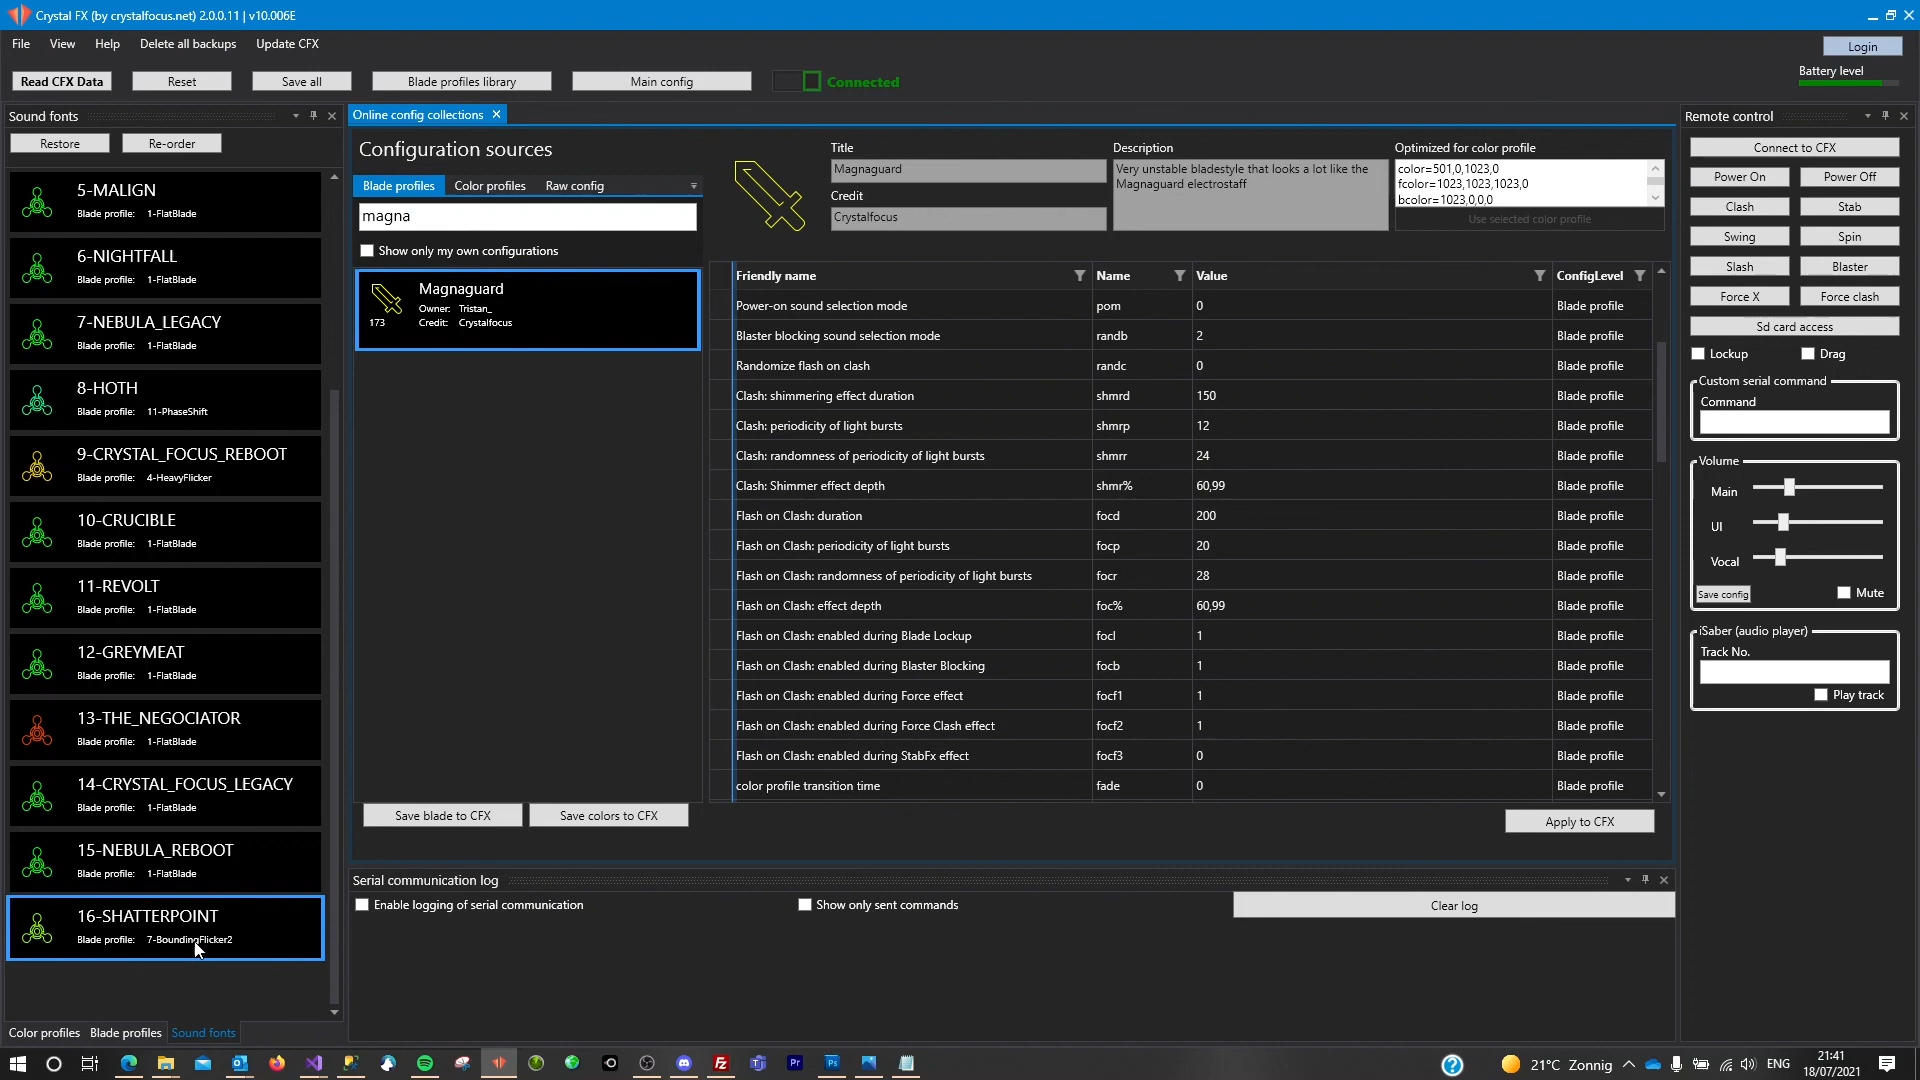 Crystal FX (by crystalfocus.net) 2.0.0.11 | v10.006E
File View Help Delete all backups Update CFX
Login
Read CFX Data Reset Save all Blade profiles library Main config Connected
Battery level
Sound fonts
Restore Re-order
5-MALIGN
Blade profile: 1-FlatBlade
6-NIGHTFALL
Blade profile: 1-FlatBlade
7-NEBULA_LEGACY
Blade profile: 1-FlatBlade
8-HOTH
Blade profile: 11-PhaseShift
9-CRYSTAL_FOCUS_REBOOT
Blade profile: 4-HeavyFlicker
10-CRUCIBLE
Blade profile: 1-FlatBlade
11-REVOLT
Blade profile: 1-FlatBlade
12-GREYMEAT
Blade profile: 1-FlatBlade
13-THE_NEGOCIATOR
Blade profile: 1-FlatBlade
14-CRYSTAL_FOCUS_LEGACY
Blade profile: 1-FlatBlade
15-NEBULA_REBOOT
Blade profile: 1-FlatBlade
16-SHATTERPOINT
Blade profile: 7-BoundingFlicker2
Color profiles Blade profiles Sound fonts
Online config collections
Configuration sources
Blade profiles Color profiles Raw config
magna
Show only my own configurations
Magnaguard
Owner: Tristan_
Credit: Crystalfocus
173
Save blade to CFX Save colors to CFX
Title
Magnaguard
Credit
Crystalfocus
Description
Very unstable bladestyle that looks a lot like the
Magnaguard electrostaff
Optimized for color profile
color=501,0,1023,0
fcolor=1023,1023,1023,0
bcolor=1023,0,0,0
Use selected color profile
Friendly name Name Value ConfigLevel
Power-on sound selection mode pom 0 Blade profile
Blaster blocking sound selection mode randb 2 Blade profile
Randomize flash on clash randc 0 Blade profile
Clash: shimmering effect duration shmrd 150 Blade profile
Clash: periodicity of light bursts shmrp 12 Blade profile
Clash: randomness of periodicity of light bursts shmrr 24 Blade profile
Clash: Shimmer effect depth shmr% 60,99 Blade profile
Flash on Clash: duration focd 200 Blade profile
Flash on Clash: periodicity of light bursts focp 20 Blade profile
Flash on Clash: randomness of periodicity of light bursts focr 28 Blade profile
Flash on Clash: effect depth foc% 60,99 Blade profile
Flash on Clash: enabled during Blade Lockup focl 1 Blade profile
Flash on Clash: enabled during Blaster Blocking focb 1 Blade profile
Flash on Clash: enabled during Force effect focf1 1 Blade profile
Flash on Clash: enabled during Force Clash effect focf2 1 Blade profile
Flash on Clash: enabled during StabFx effect focf3 0 Blade profile
color profile transition time fade 0 Blade profile
Apply to CFX
Serial communication log
Enable logging of serial communication Show only sent commands Clear log
Remote control
Connect to CFX
Power On Power Off
Clash Stab
Swing Spin
Slash Blaster
Force X Force clash
Sd card access
Lockup Drag
Custom serial command
Command
Volume
Main
UI
Vocal
Save config Mute
iSaber (audio player)
Track No.
Play track
21°C Zonnig ENG
21:41
18/07/2021